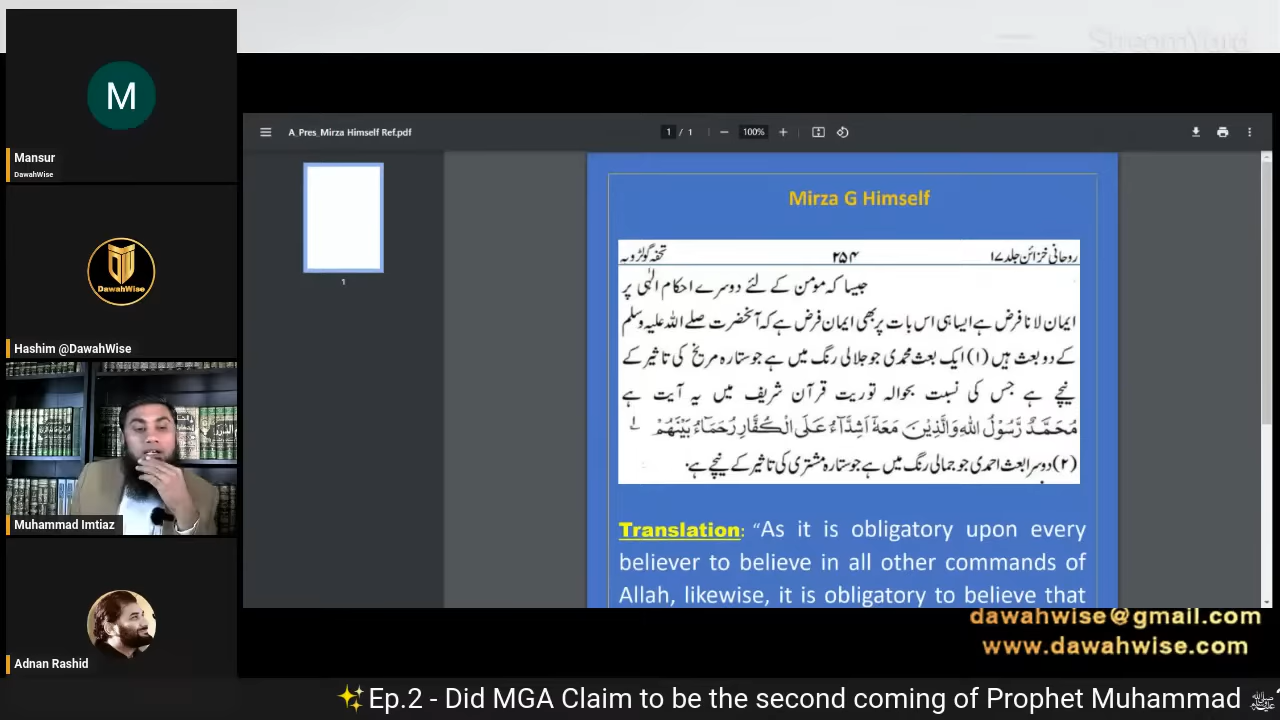 StreamYard
M
Mansur
DawahWise
DawahWise
Hashim @DawahWise
Muhammad Imtiaz
Adnan Rashid
A_Pres_Mirza Himself Ref.pdf
1 / 1
100%
1
Mirza G Himself
روحانی خزائن جلد ۱۷ ۲۵۴ تحفہ گولڑویہ
جیسا کہ مومن کے لئے دوسرے احکام الٰہی پر
ایمان لانا فرض ہے ایسا ہی اس بات پر بھی ایمان فرض ہے کہ آنحضرت صلے اللہ علیہ وسلم
کے دو بعث ہیں (۱) ایک بعث محمدی جو جلالی رنگ میں ہے جو ستارہ مریخ کی تاثیر کے
نیچے ہے جس کی نسبت بحوالہ توریت قرآن شریف میں یہ آیت ہے
مُحَمَّدٌ رَّسُوْلُ اللّٰهِ وَالَّذِيْنَ مَعَهٗٓ اَشِدَّآءُ عَلَى الْكُفَّارِ رُحَمَآءُ بَيْنَهُمْ ۱
(۲) دوسرا بعث احمدی جو جمالی رنگ میں ہے جو ستارہ مشتری کی تاثیر کے نیچے ہے۔
Translation: “As it is obligatory upon every
believer to believe in all other commands of
Allah, likewise, it is obligatory to believe that
dawahwise@gmail.com
www.dawahwise.com
✨Ep.2 - Did MGA Claim to be the second coming of Prophet Muhammad ﷺ?